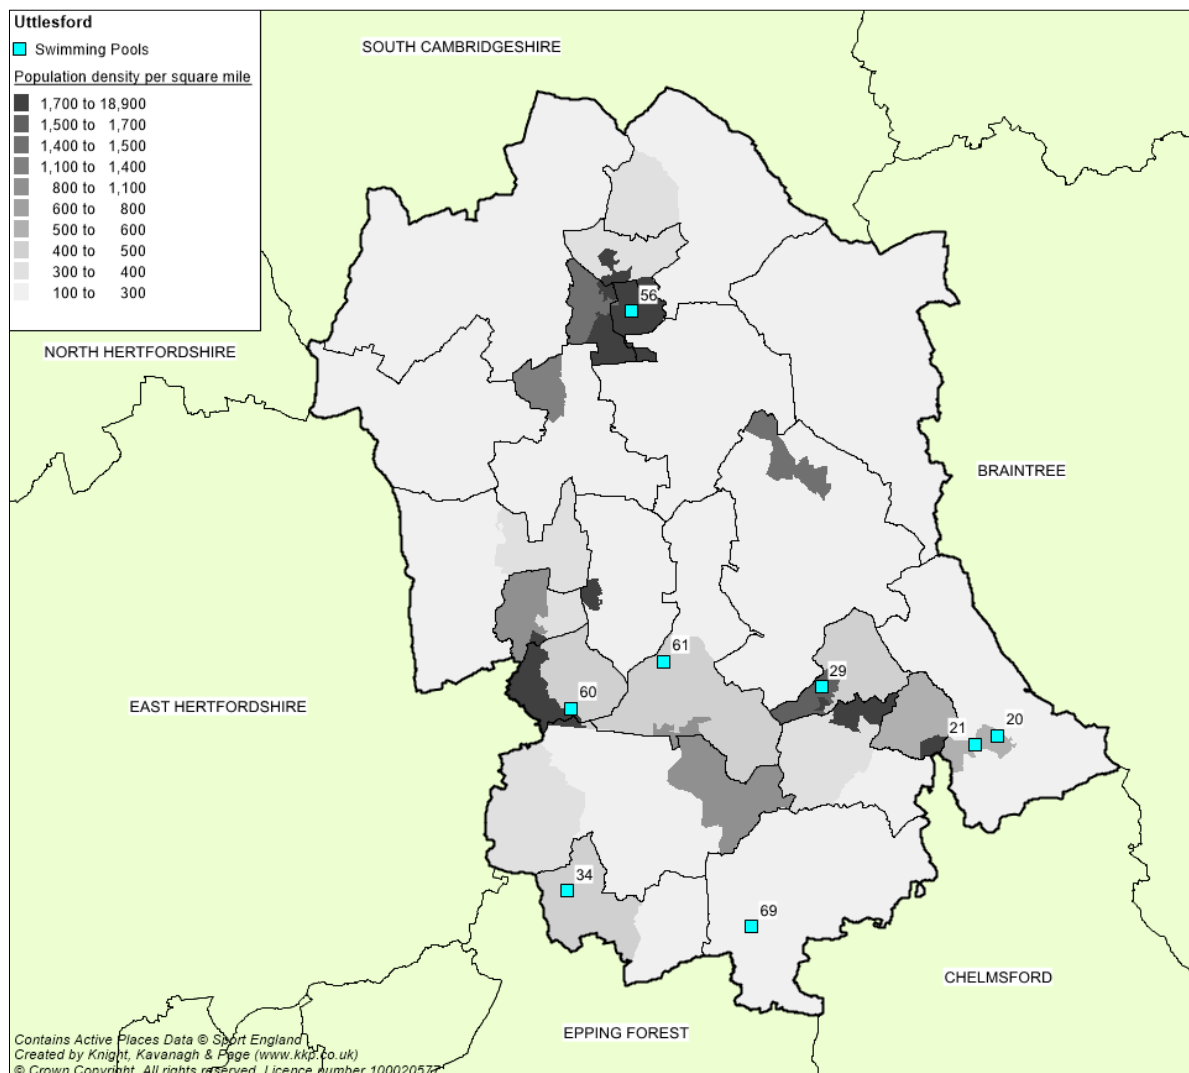 Uttlesford
Swimming Pools
Population density per square mile
1,700 to 18,900
1,500 to 1,700
1,400 to 1,500
1,100 to 1,400
800 to 1,100
600 to 800
500 to 600
400 to 500
300 to 400
100 to 300
SOUTH CAMBRIDGESHIRE
NORTH HERTFORDSHIRE
56
BRAINTREE
61
29
60
EAST HERTFORDSHIRE
21
20
34
69
CHELMSFORD
EPPING FOREST
Contains Active Places Data © Sport England
Created by Knight, Kavanagh & Page (www.kkp.co.uk)
© Crown Copyright. All rights reserved. Licence number 100020577